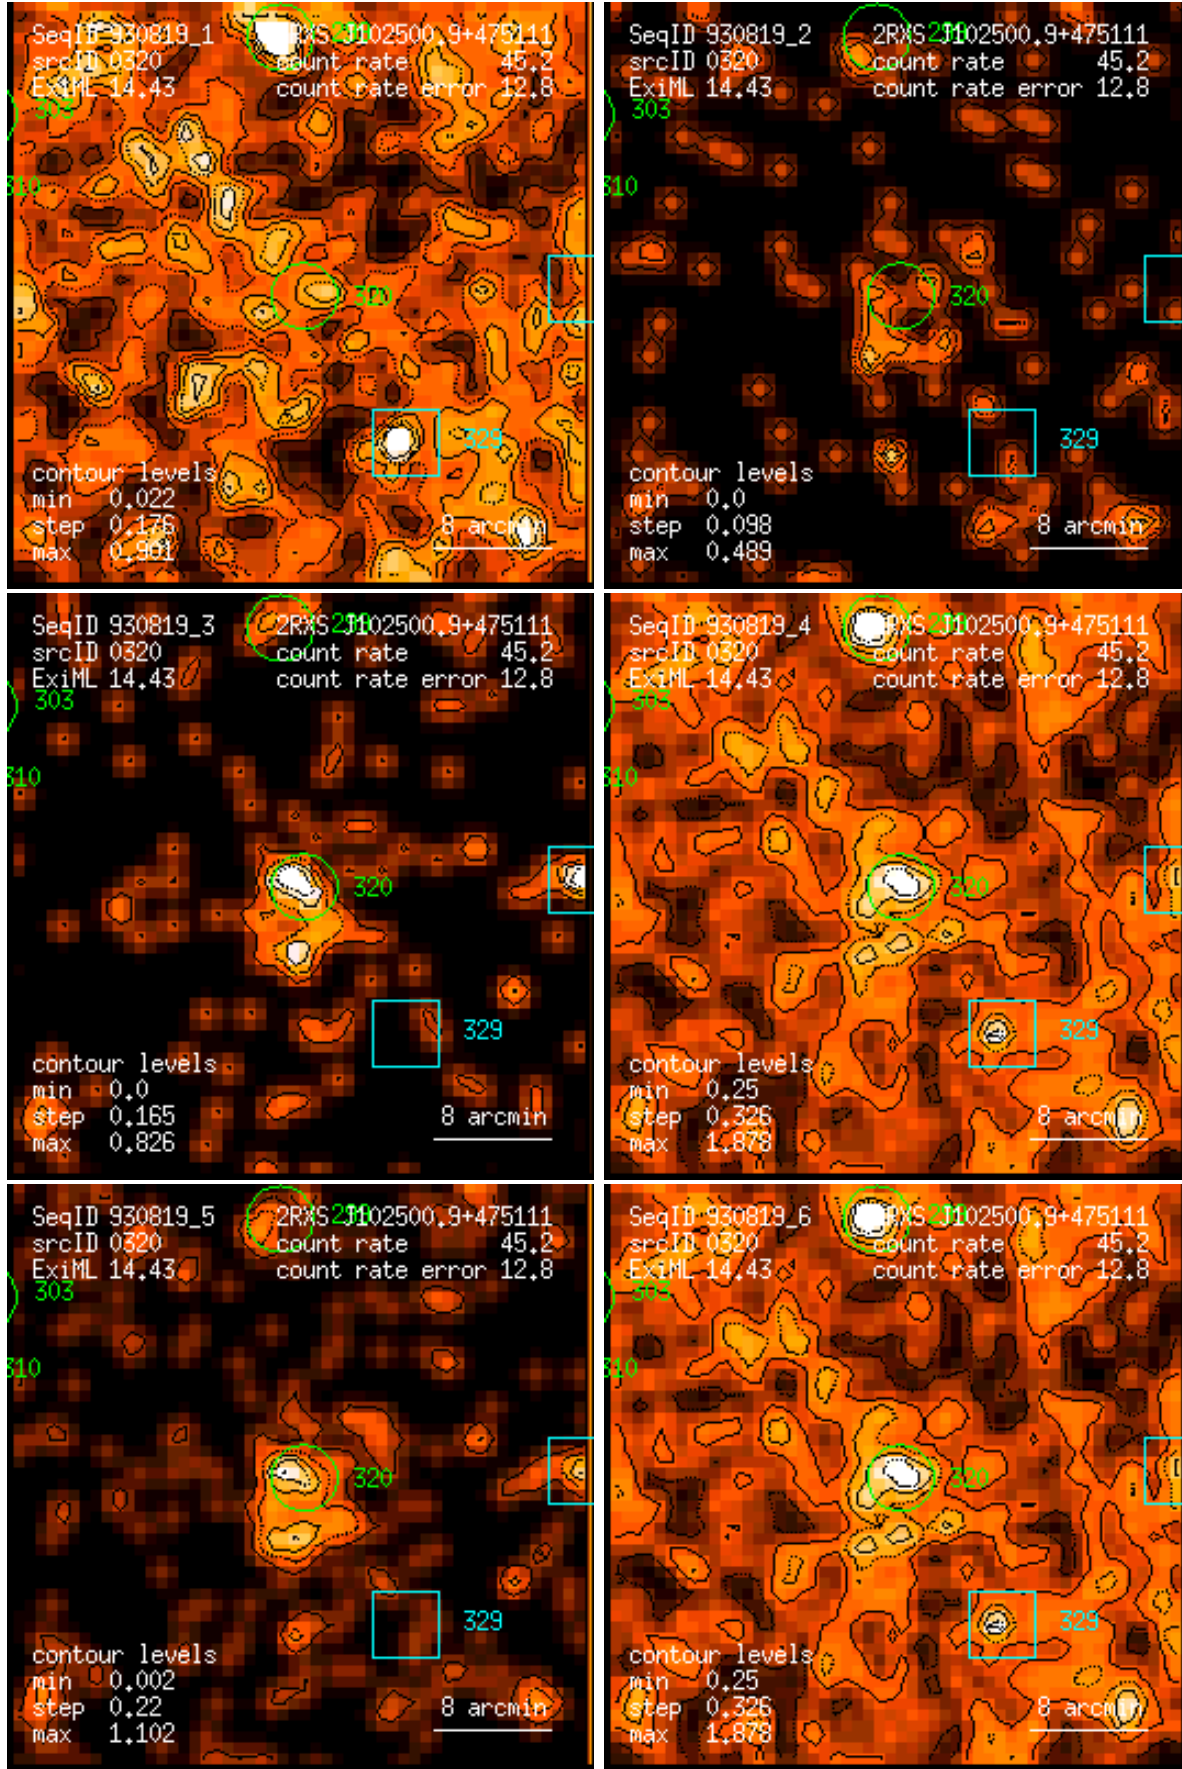 SeqID 930819_1 2RXS J102500.9+475111
srcID 0320 count rate 45.2
ExiML 14.43 count rate error 12.8
303
310
320
329
contour levels
min 0.022
step 0.176
max 0.901
8 arcmin
SeqID 930819_2 2RXS J102500.9+475111
srcID 0320 count rate 45.2
ExiML 14.43 count rate error 12.8
303
310
320
329
contour levels
min 0.0
step 0.098
max 0.489
8 arcmin
SeqID 930819_3 2RXS J102500.9+475111
srcID 0320 count rate 45.2
ExiML 14.43 count rate error 12.8
303
310
320
329
contour levels
min 0.0
step 0.165
max 0.826
8 arcmin
SeqID 930819_4 2RXS J102500.9+475111
srcID 0320 count rate 45.2
ExiML 14.43 count rate error 12.8
303
310
320
329
contour levels
min 0.25
step 0.326
max 1.878
8 arcmin
SeqID 930819_5 2RXS J102500.9+475111
srcID 0320 count rate 45.2
ExiML 14.43 count rate error 12.8
303
310
320
329
contour levels
min 0.002
step 0.22
max 1.102
8 arcmin
SeqID 930819_6 2RXS J102500.9+475111
srcID 0320 count rate 45.2
ExiML 14.43 count rate error 12.8
303
310
320
329
contour levels
min 0.25
step 0.326
max 1.878
8 arcmin